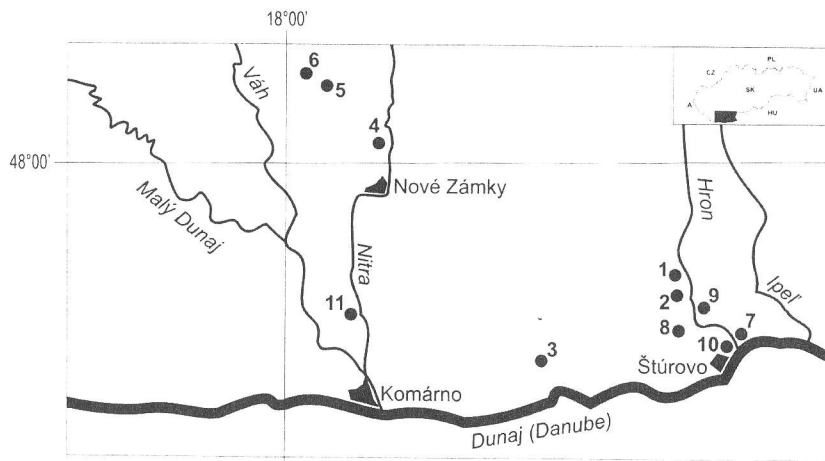 18°00'
6
5
4
48°00'
Váh
Malý Dunaj
Nové Zámky
Nitra
11
Komárno
3
Dunaj (Danube)
PL
CZ
SK
UA
A
HU
Hron
Ipeľ
1
2
9
8
7
10
Štúrovo